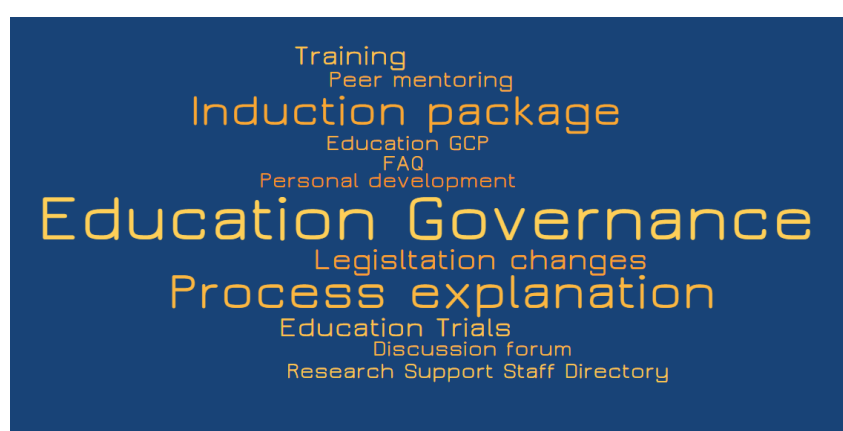 Training
Peer mentoring
Induction package
Education GCP
FAQ
Personal development
Education Governance
Legisltation changes
Process explanation
Education Trials
Discussion forum
Research Support Staff Directory